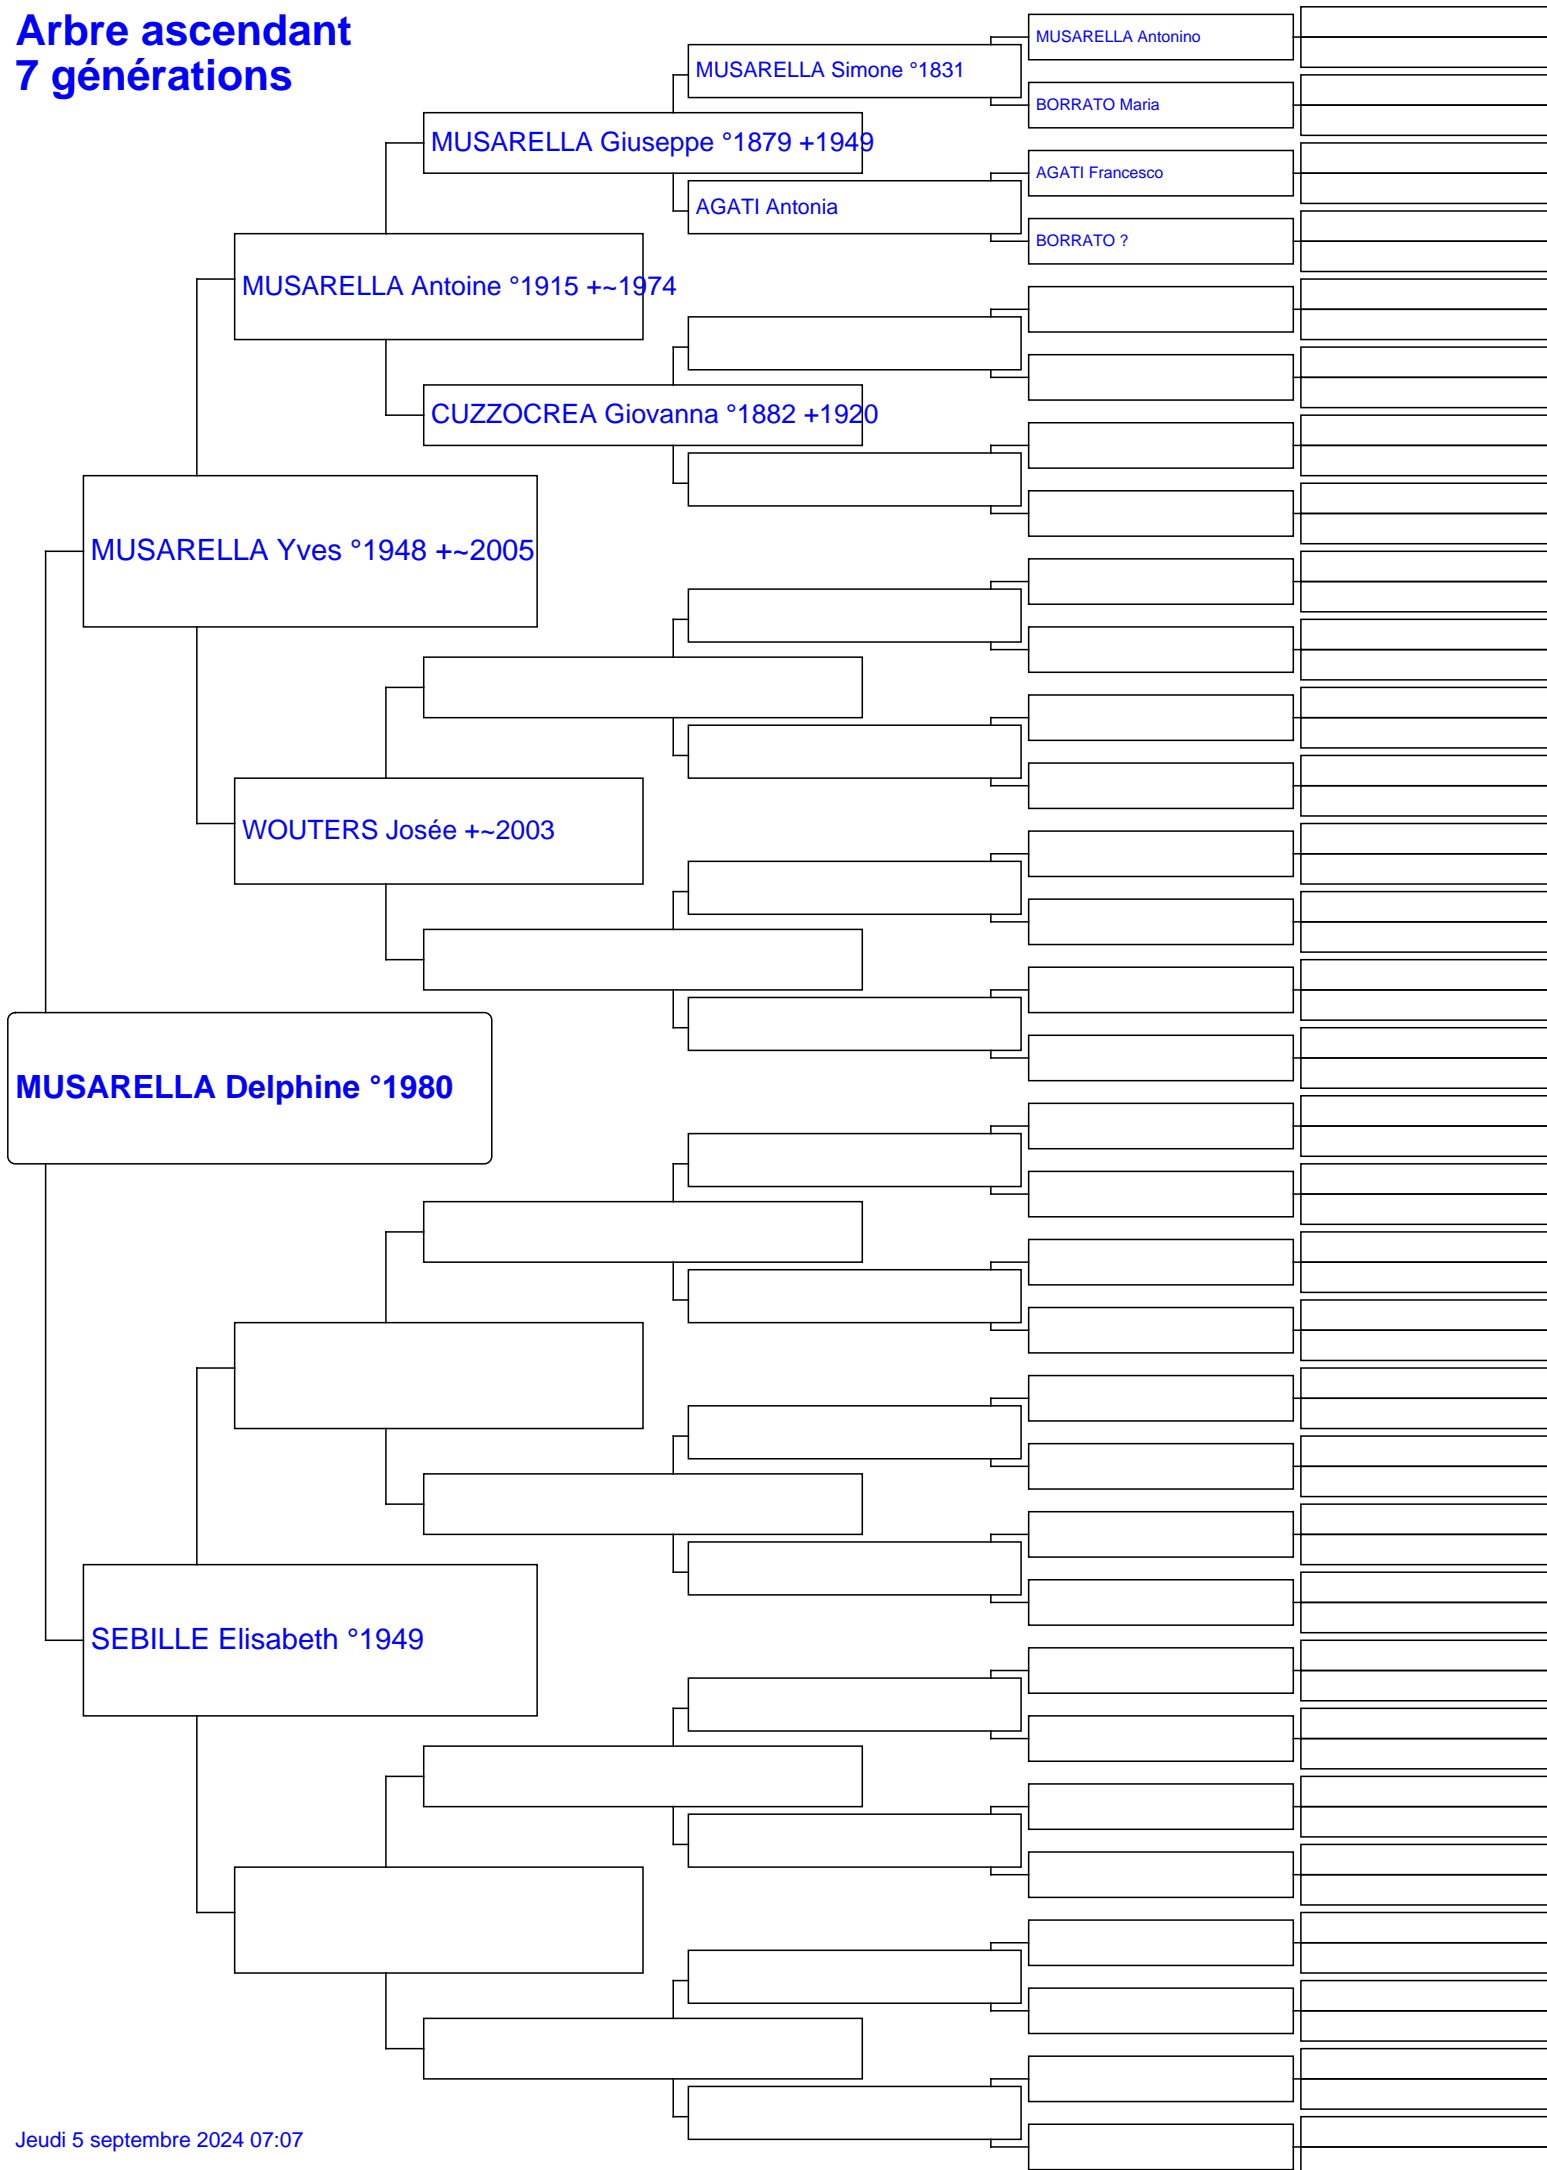 Arbre ascendant
7 générations
MUSARELLA Antonino
MUSARELLA Simone °1831
BORRATO Maria
MUSARELLA Giuseppe °1879 +1949
AGATI Francesco
AGATI Antonia
BORRATO ?
MUSARELLA Antoine °1915 +~1974
CUZZOCREA Giovanna °1882 +1920
MUSARELLA Yves °1948 +~2005
WOUTERS Josée +~2003
MUSARELLA Delphine °1980
SEBILLE Elisabeth °1949
Jeudi 5 septembre 2024 07:07